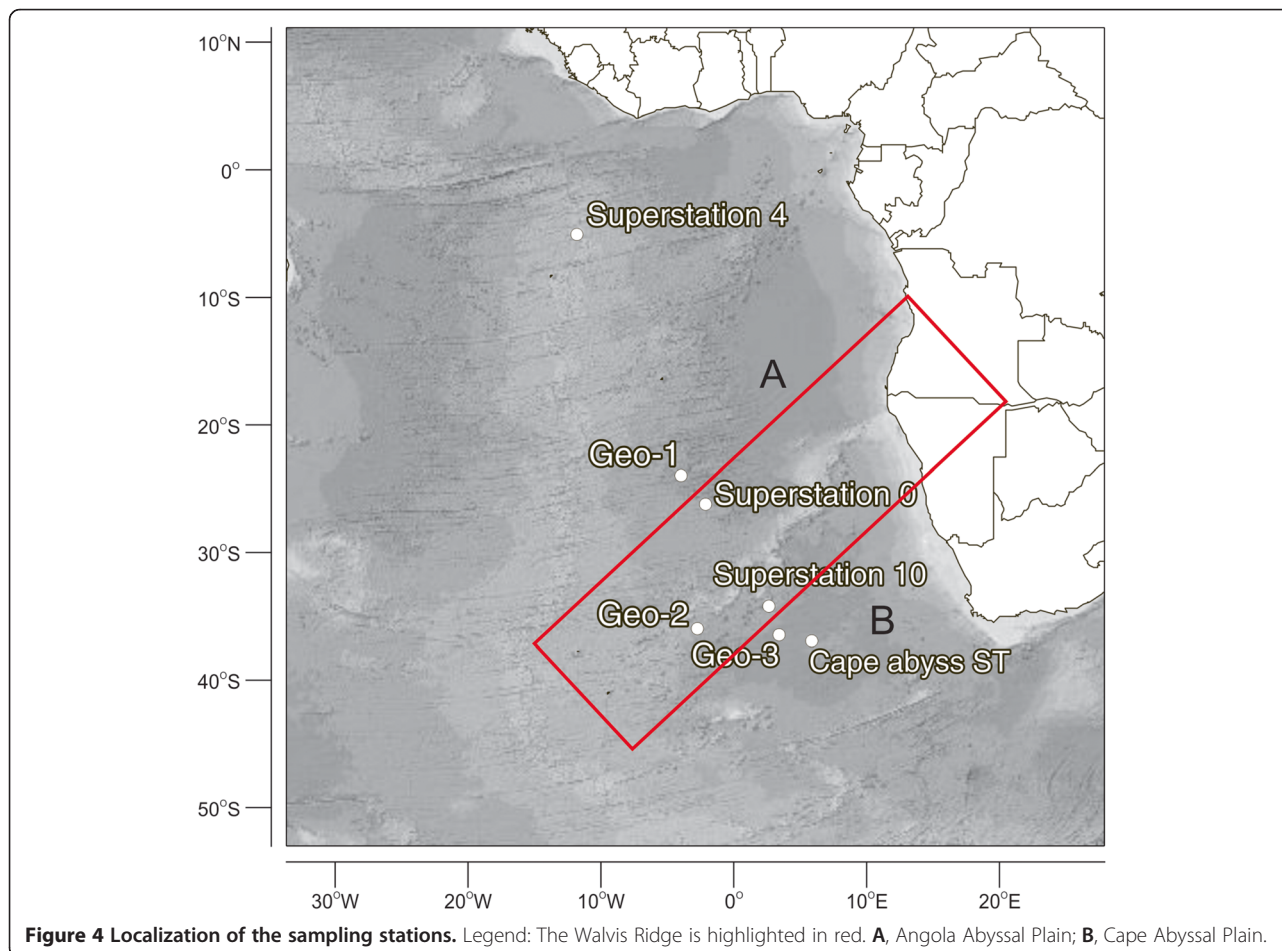 10°N
0°
10°S
20°S
30°S
40°S
50°S
Superstation 4
A
Geo-1
Superstation 0
Superstation 10
Geo-2
B
Geo-3
Cape abyss ST
30°W
20°W
10°W
0°
10°E
20°E
Figure 4 Localization of the sampling stations. Legend: The Walvis Ridge is highlighted in red. A, Angola Abyssal Plain; B, Cape Abyssal Plain.